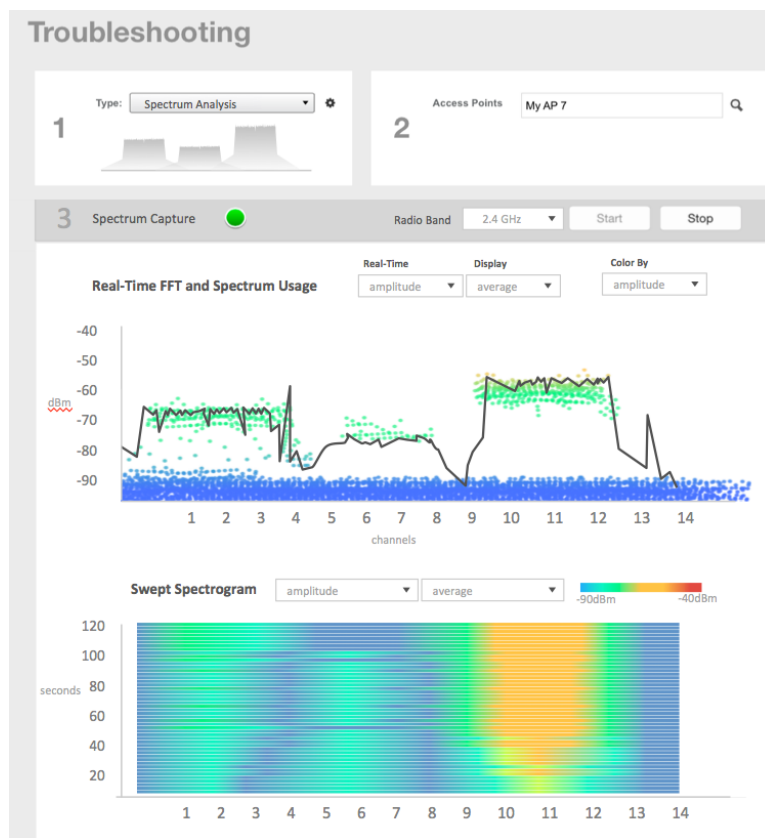 Troubleshooting
1
Type:
Spectrum Analysis
2
Access Points
My AP 7
3
Spectrum Capture
Radio Band
2.4 GHz
Start
Stop
Real-Time FFT and Spectrum Usage
Real-Time
amplitude
Display
average
Color By
amplitude
-40
-50
-60
dBm
-70
-80
-90
1 2 3 4 5 6 7 8 9 10 11 12 13 14
channels
Swept Spectrogram
amplitude
average
-90dBm -40dBm
120
100
seconds
80
60
40
20
1 2 3 4 5 6 7 8 9 10 11 12 13 14